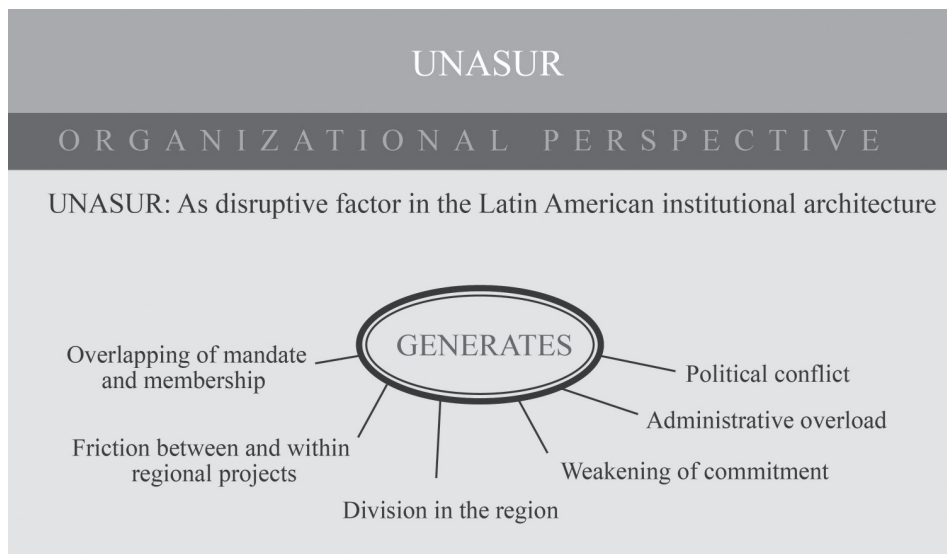 UNASUR
ORGANIZATIONAL PERSPECTIVE
UNASUR: As disruptive factor in the Latin American institutional architecture
GENERATES
Overlapping of mandate
and membership
Friction between and within
regional projects
Division in the region
Weakening of commitment
Administrative overload
Political conflict